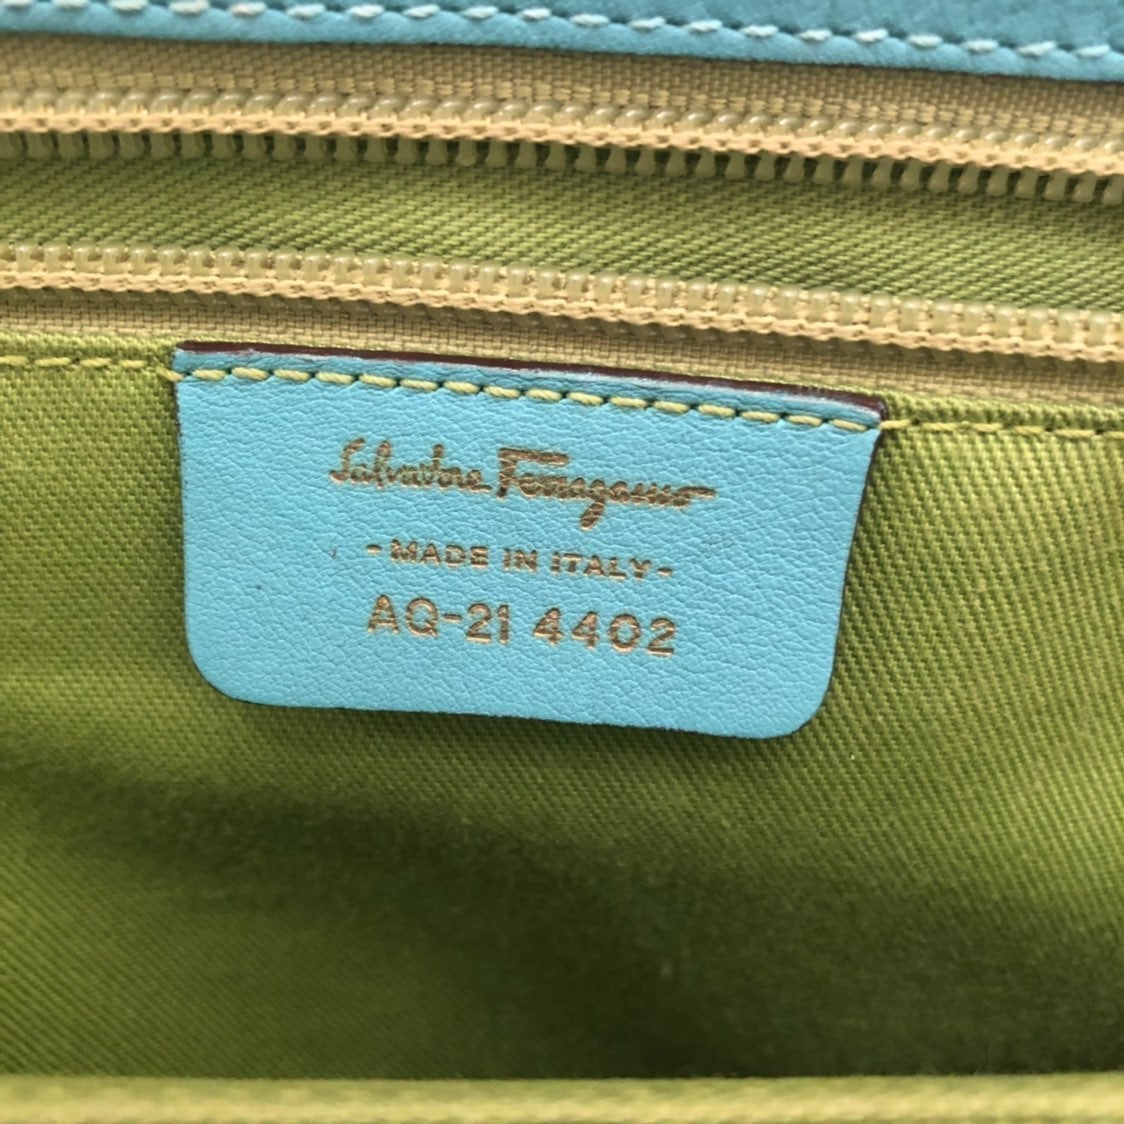 Salvatore Ferragamo
-MADE IN ITALY-
AQ-21 4402